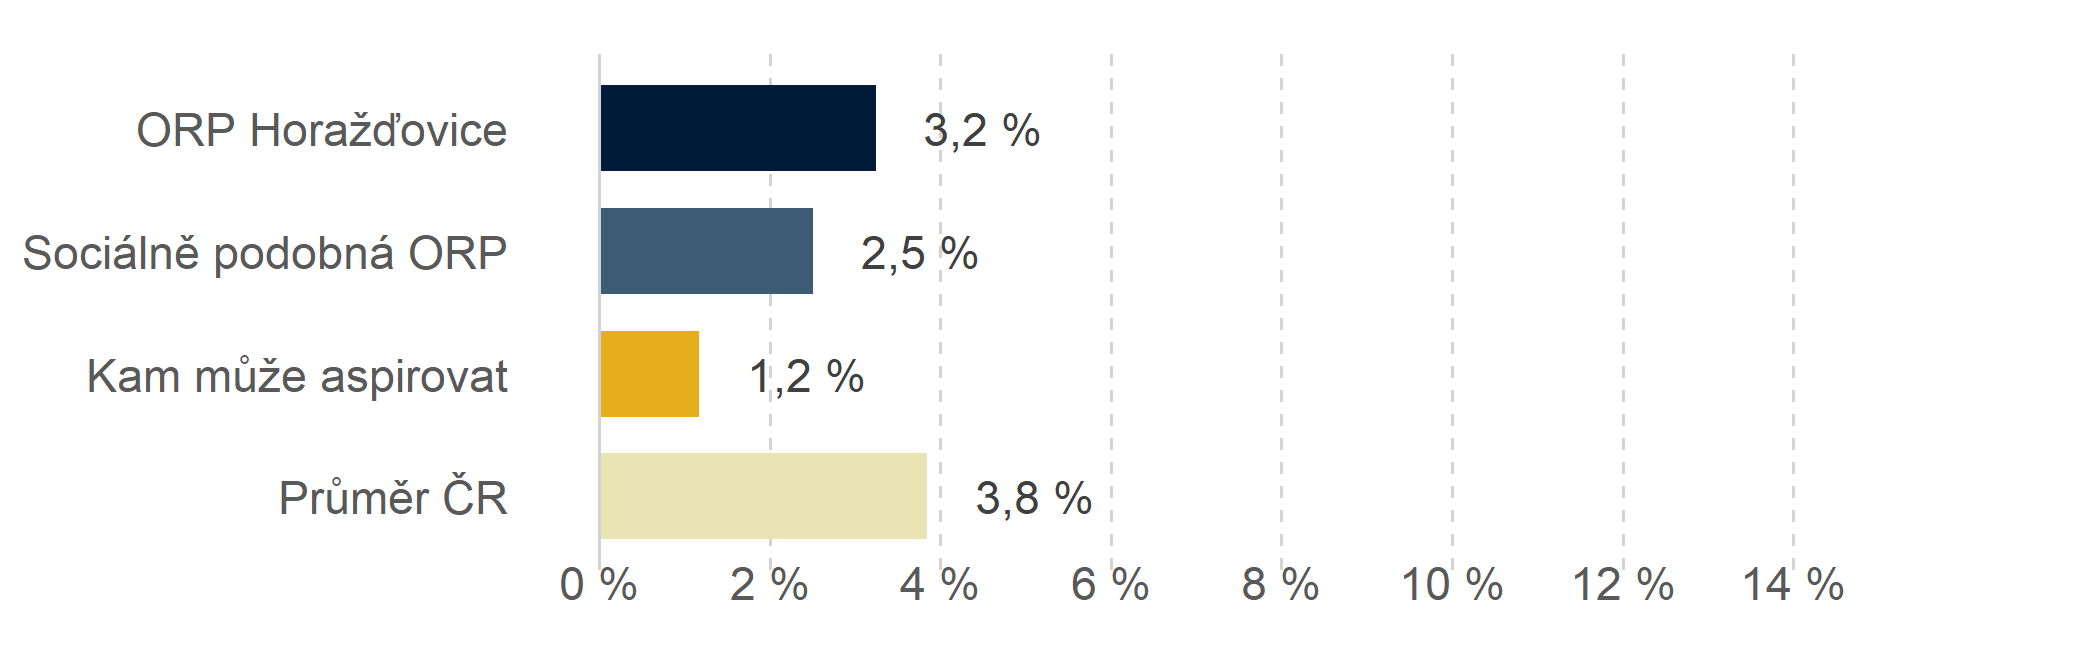 ORP Horažďovice
3,2 %
Sociálně podobná ORP
2,5 %
Kam může aspirovat
1,2 %
Průměr ČR
3,8 %
0 % 2 % 4 % 6 % 8 % 10 % 12 % 14 %